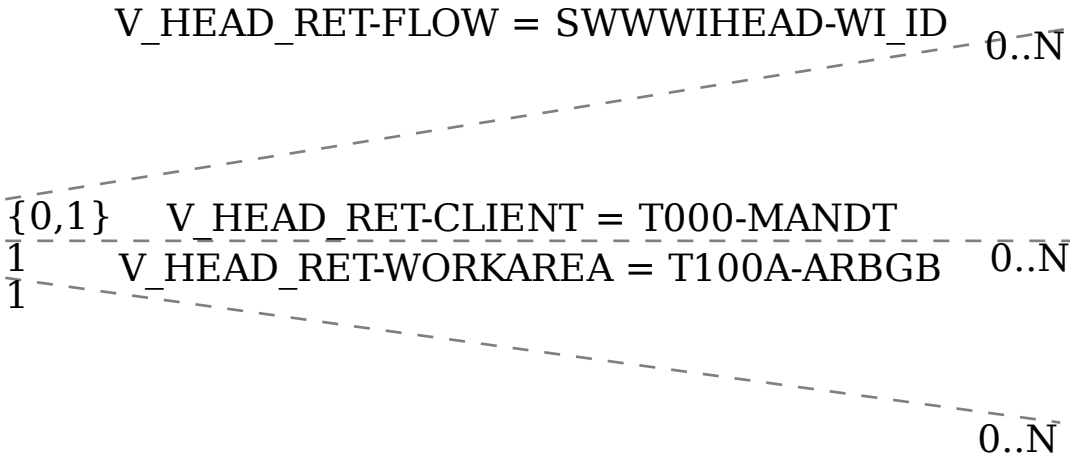 V_HEAD_RET-FLOW = SWWWIHEAD-WI_ID
0..N
{0,1}
V_HEAD_RET-CLIENT = T000-MANDT
1
V_HEAD_RET-WORKAREA = T100A-ARBGB
0..N
1
0..N